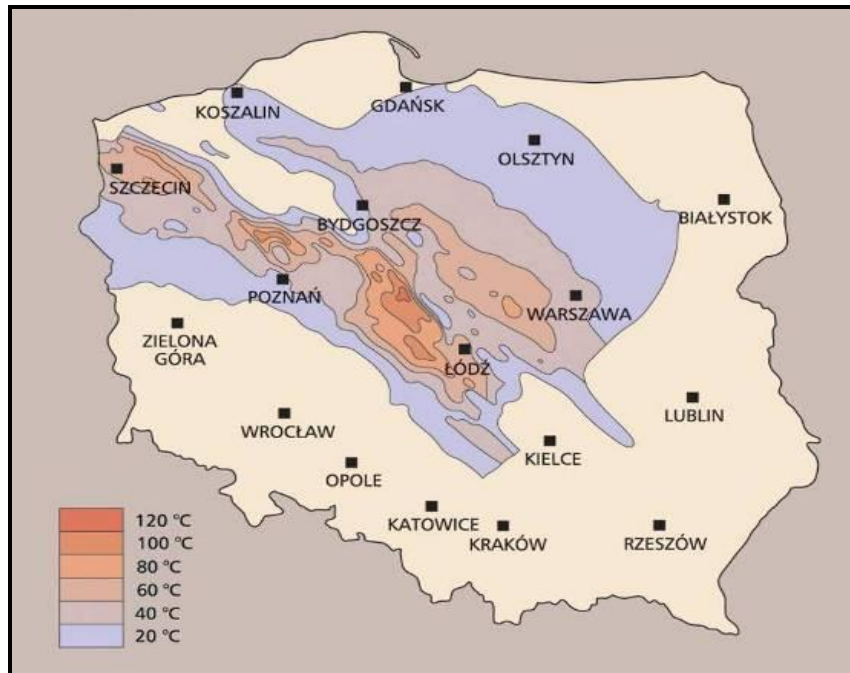 KOSZALIN
GDAŃSK
OLSZTYN
SZCZECIN
BIAŁYSTOK
BYDGOSZCZ
POZNAŃ
WARSZAWA
ZIELONA
GÓRA
ŁÓDŹ
LUBLIN
WROCŁAW
KIELCE
OPOLE
KATOWICE
KRAKÓW
RZESZÓW
120 °C
100 °C
80 °C
60 °C
40 °C
20 °C